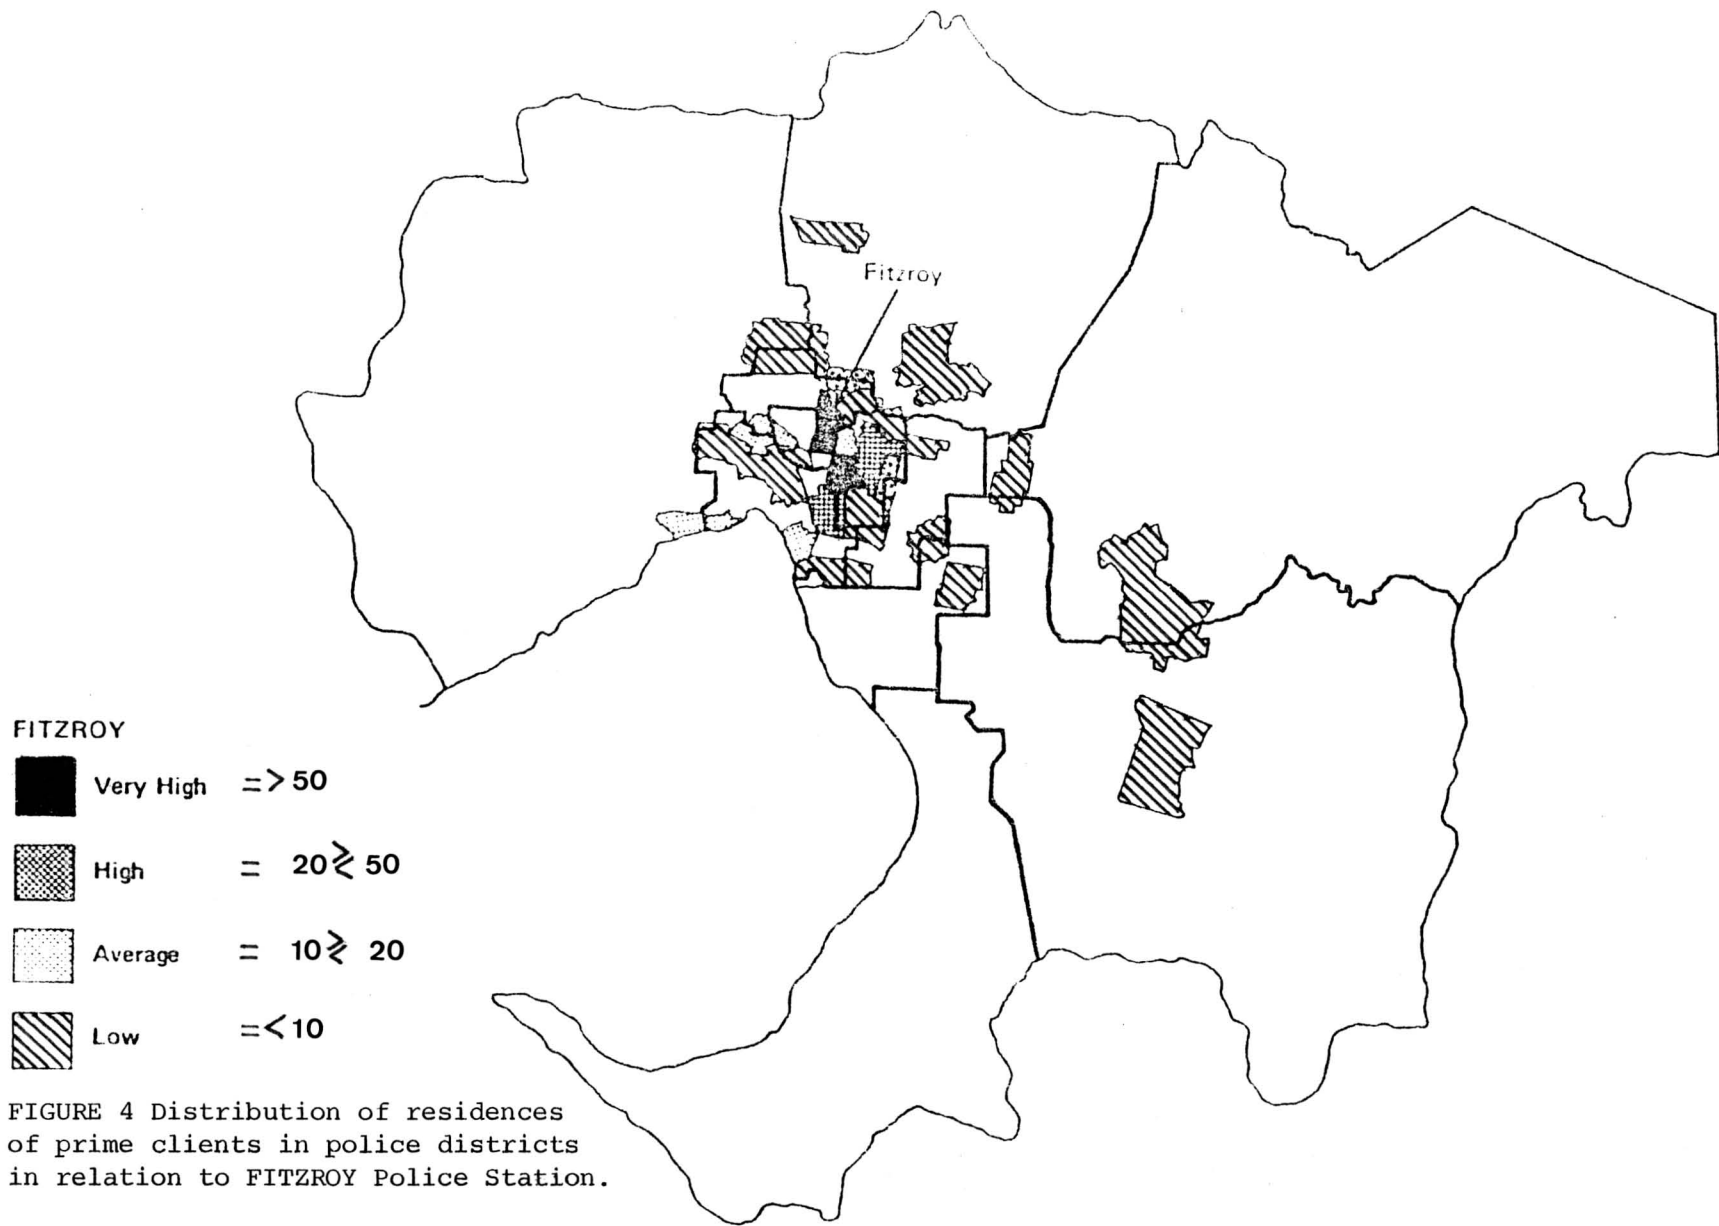 Fitzroy
FITZROY
Very High => 50
High = 20 ⋛ 50
Average = 10 ⋛ 20
Low =< 10
FIGURE 4 Distribution of residences
of prime clients in police districts
in relation to FITZROY Police Station.